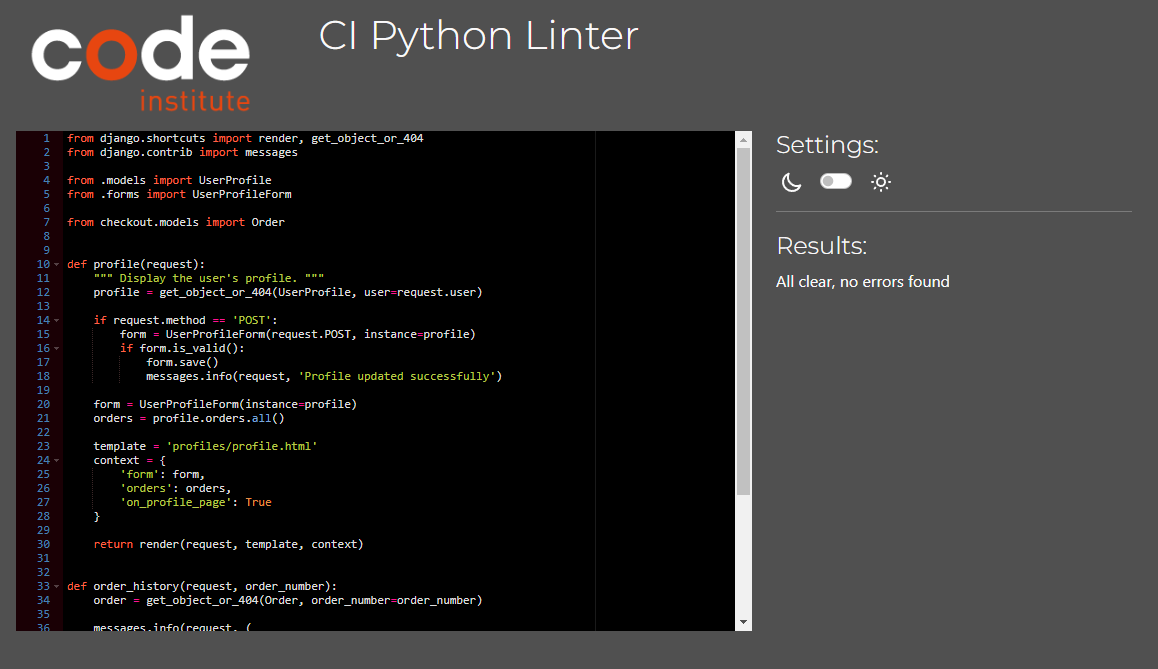 code
institute
CI Python Linter
1 from django.shortcuts import render, get_object_or_404
2 from django.contrib import messages
3
4 from .models import UserProfile
5 from .forms import UserProfileForm
6
7 from checkout.models import Order
8
9
10 def profile(request):
11     """ Display the user's profile. """
12     profile = get_object_or_404(UserProfile, user=request.user)
13
14     if request.method == 'POST':
15         form = UserProfileForm(request.POST, instance=profile)
16         if form.is_valid():
17             form.save()
18             messages.info(request, 'Profile updated successfully')
19
20     form = UserProfileForm(instance=profile)
21     orders = profile.orders.all()
22
23     template = 'profiles/profile.html'
24     context = {
25         'form': form,
26         'orders': orders,
27         'on_profile_page': True
28     }
29
30     return render(request, template, context)
31
32
33 def order_history(request, order_number):
34     order = get_object_or_404(Order, order_number=order_number)
35
36     messages.info(request, (
Settings:
Results:
All clear, no errors found